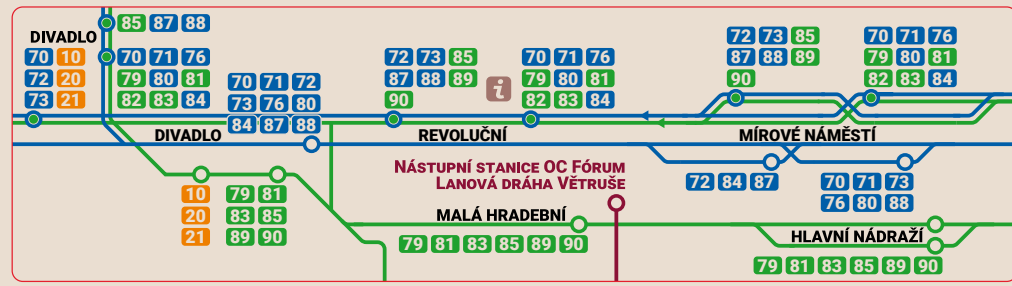 85 87 88
DIVADLO
70 10
72 20
73 21
70 71 76
79 80 81
82 83 84
70 71 72
73 76 80
84 87 88
DIVADLO
72 73 85
87 88 89
90
i
70 71 76
79 80 81
82 83 84
REVOLUČNÍ
72 73 85
87 88 89
90
70 71 76
79 80 81
82 83 84
MÍROVÉ NÁMĚSTÍ
NÁSTUPNÍ STANICE OC FÓRUM
LANOVÁ DRÁHA VĚTRUŠE
72 84 87
70 71 73
76 80 88
10 79 81
20 83 85
21 89 90
MALÁ HRADEBNÍ
79 81 83 85 89 90
HLAVNÍ NÁDRAŽÍ
79 81 83 85 89 90